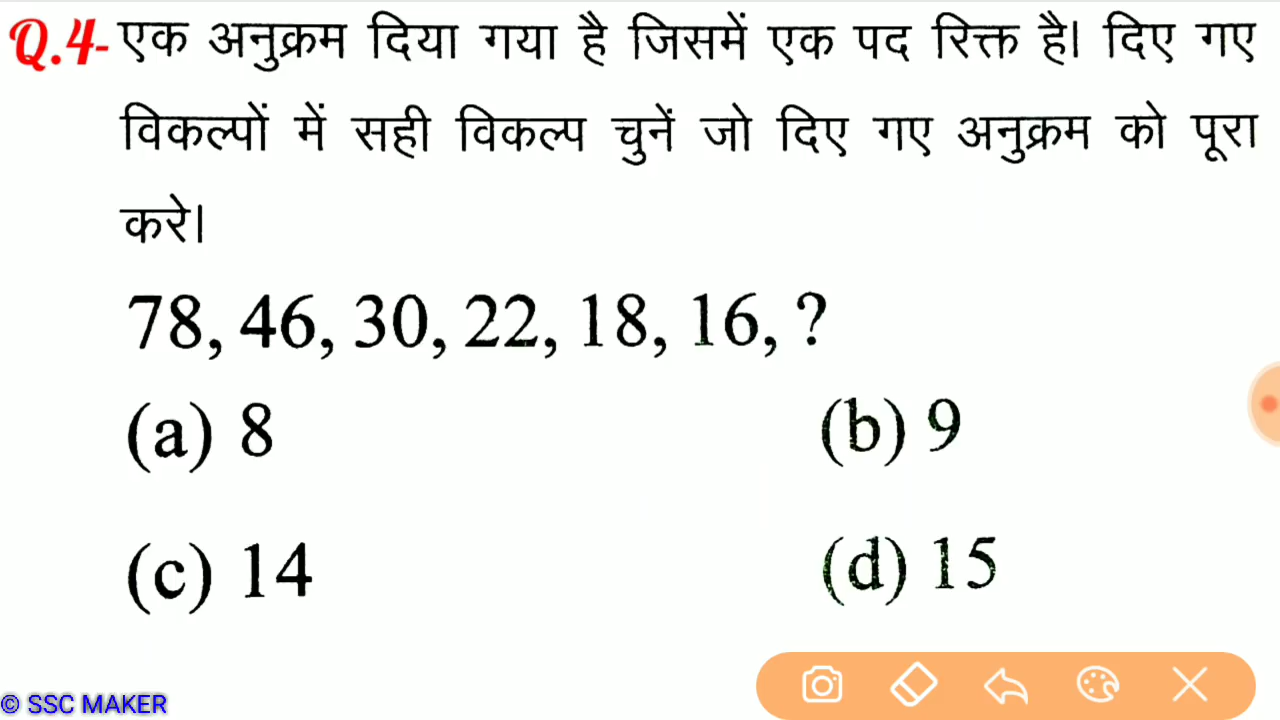 Q.4- एक अनुक्रम दिया गया है जिसमें एक पद रिक्त है। दिए गए
विकल्पों में सही विकल्प चुनें जो दिए गए अनुक्रम को पूरा
करे।
78, 46, 30, 22, 18, 16, ?
(a) 8 (b) 9
(c) 14 (d) 15
© SSC MAKER